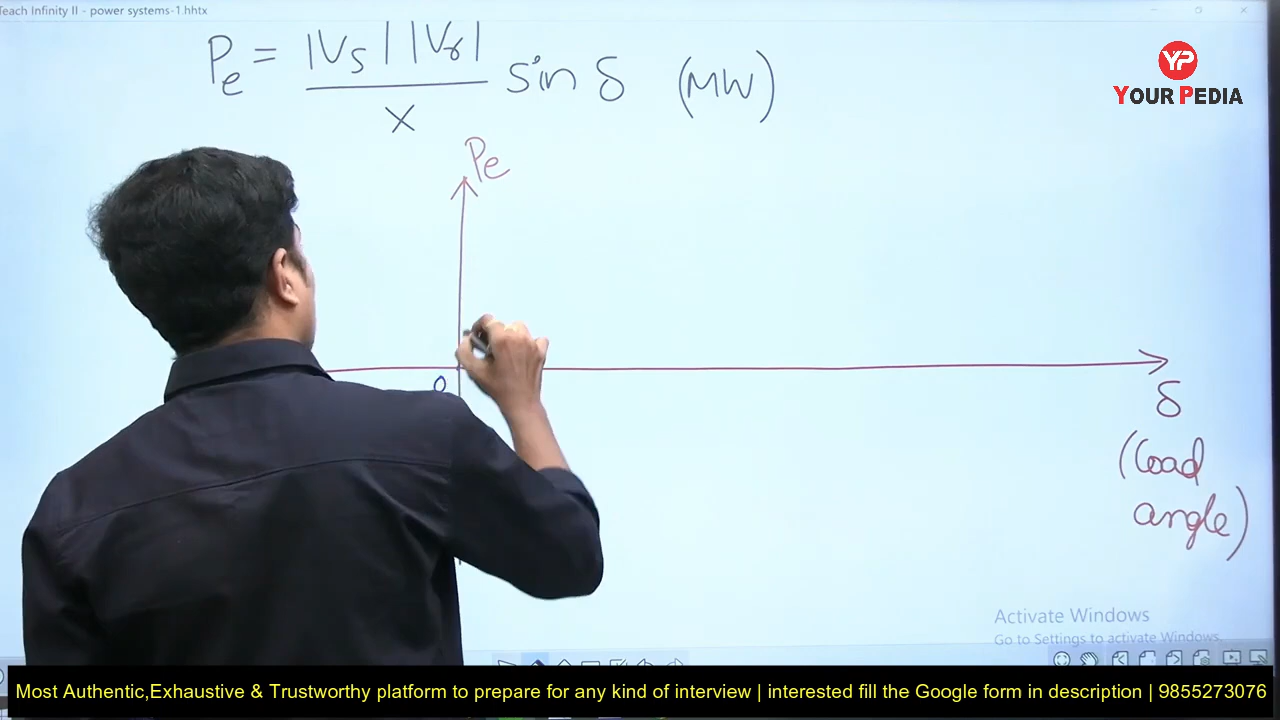 Teach Infinity II - power systems-1.hhtx
Pe = |Vs| |Vr| / X sin δ (MW)
YP
YOUR PEDIA
Pe
0
δ
(Load
angle)
Activate Windows
Go to Settings to activate Windows.
Most Authentic,Exhaustive & Trustworthy platform to prepare for any kind of interview | interested fill the Google form in description | 9855273076